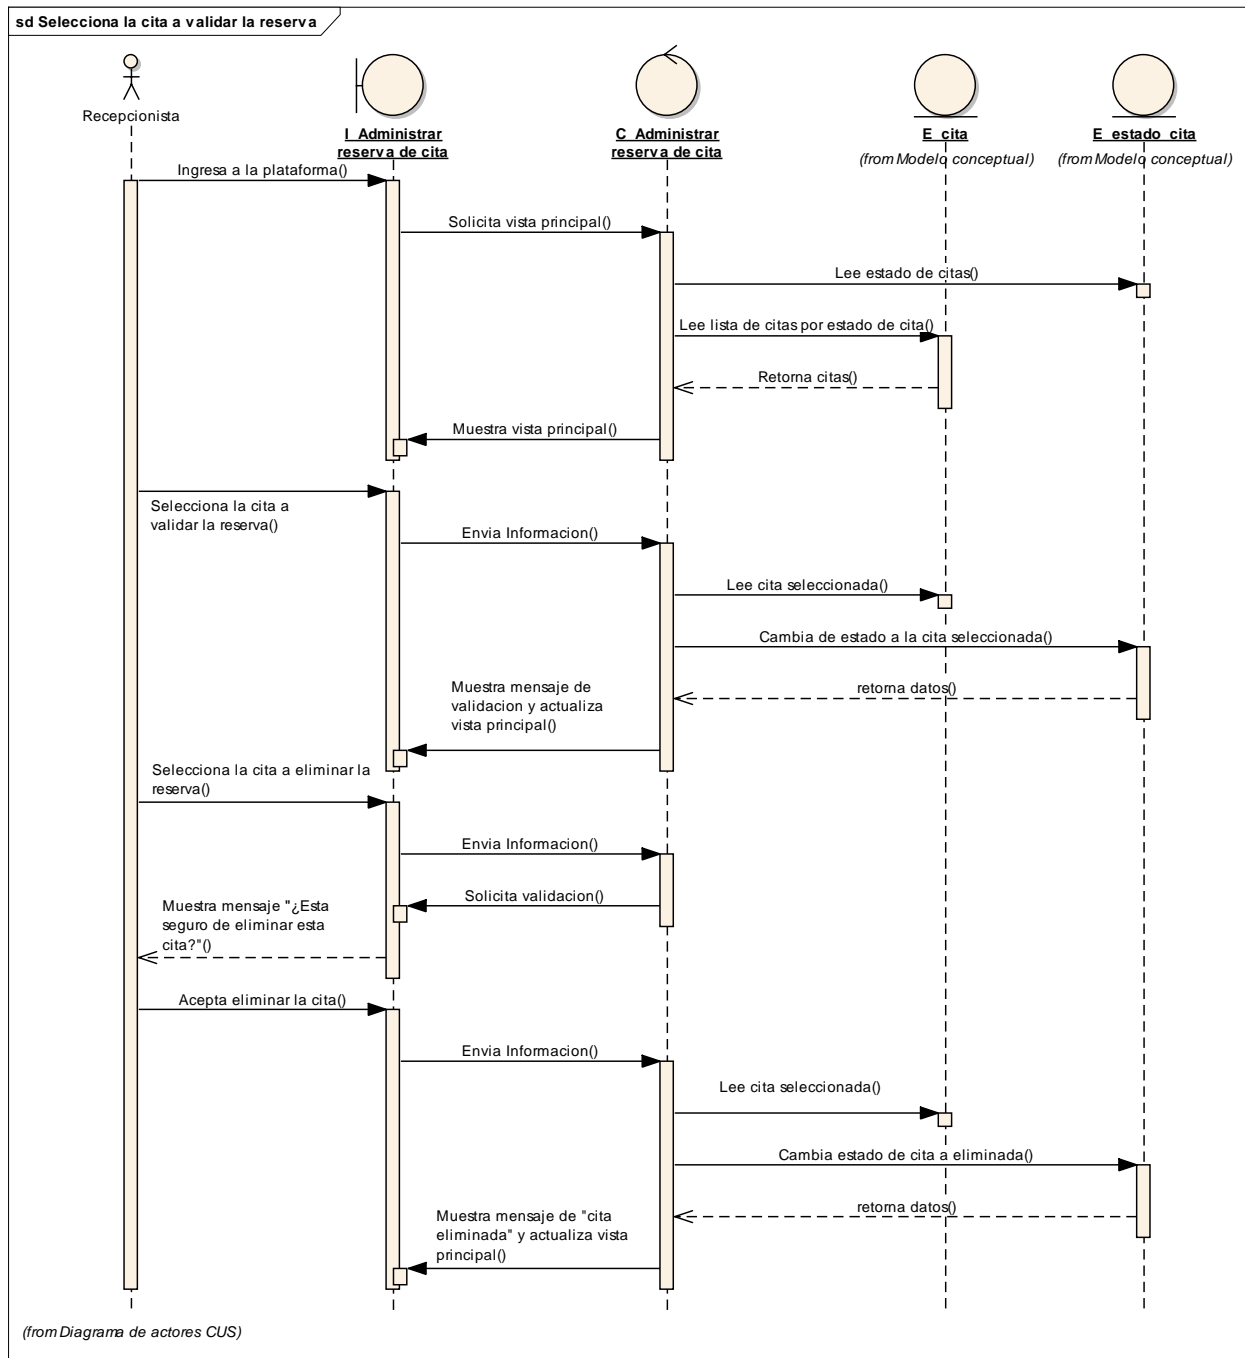 sd Selecciona la cita a validar la reserva
Recepcionista
I_Administrar
reserva de cita
C_Administrar
reserva de cita
E_cita
(from Modelo conceptual)
E_estado_cita
(from Modelo conceptual)
Ingresa a la plataforma()
Solicita vista principal()
Lee estado de citas()
Lee lista de citas por estado de cita()
Retorna citas()
Muestra vista principal()
Selecciona la cita a
validar la reserva()
Envia Informacion()
Lee cita seleccionada()
Cambia de estado a la cita seleccionada()
retorna datos()
Muestra mensaje de
validacion y actualiza
vista principal()
Selecciona la cita a eliminar la
reserva()
Envia Informacion()
Solicita validacion()
Muestra mensaje "¿Esta
seguro de eliminar esta
cita?"()
Acepta eliminar la cita()
Envia Informacion()
Lee cita seleccionada()
Cambia estado de cita a eliminada()
retorna datos()
Muestra mensaje de "cita
eliminada" y actualiza vista
principal()
(from Diagrama de actores CUS)